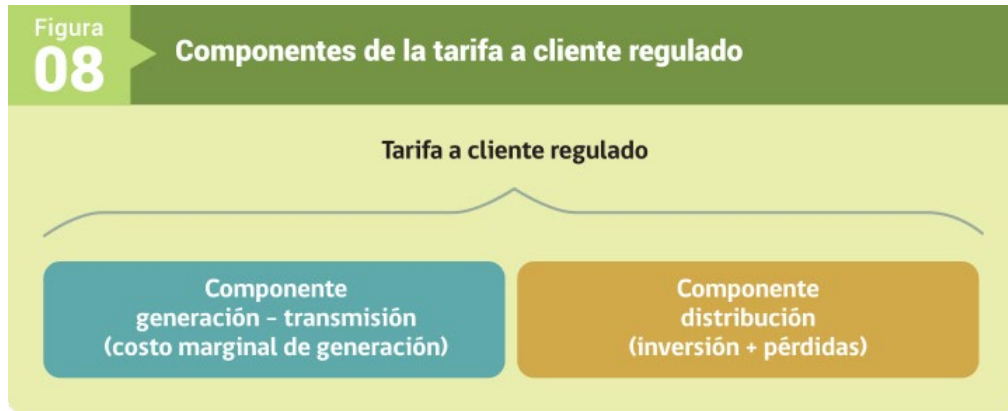 Figura
08
Componentes de la tarifa a cliente regulado
Tarifa a cliente regulado
Componente
generación – transmisión
(costo marginal de generación)
Componente
distribución
(inversión + pérdidas)